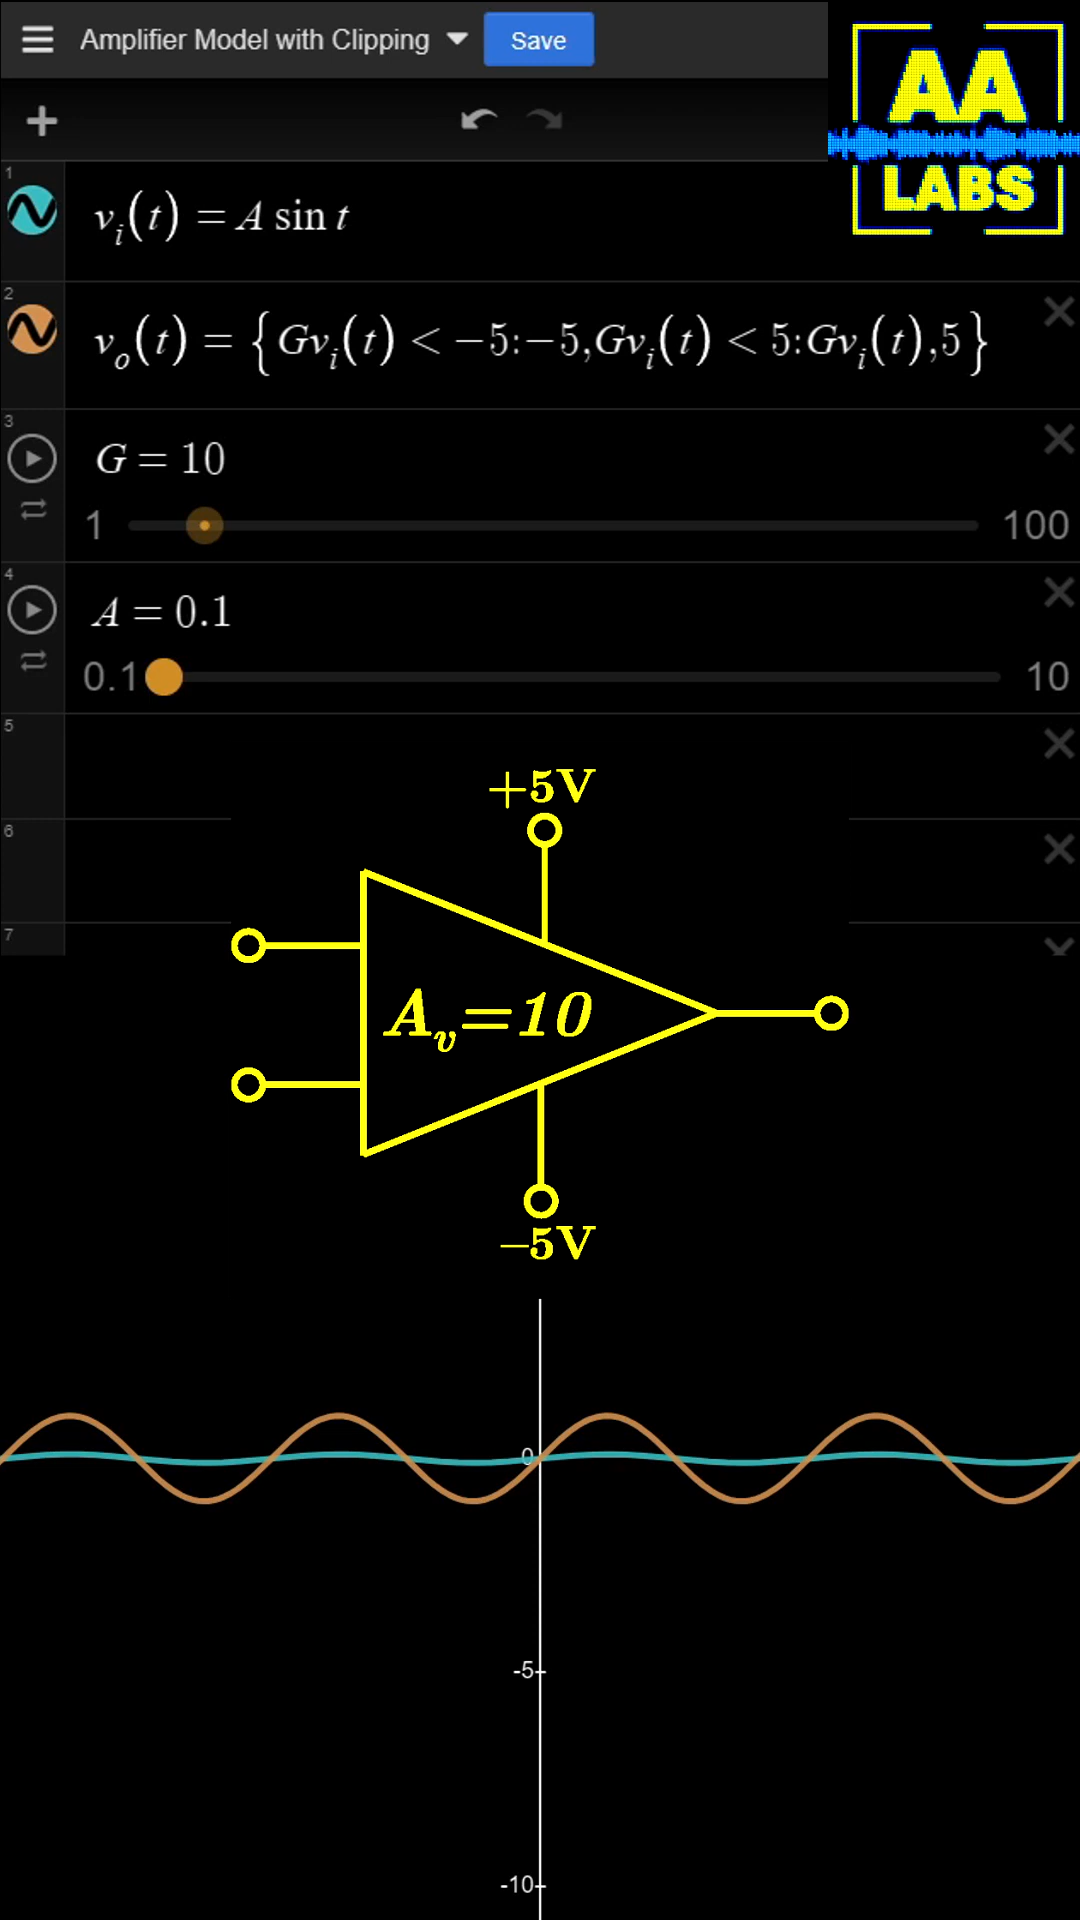 Amplifier Model with Clipping
Save
AA
LABS
+
1
v_i(t) = A sin t
2
v_o(t) = {Gv_i(t) < −5:−5,Gv_i(t) < 5:Gv_i(t),5}
3
G = 10
1
100
4
A = 0.1
0.1
10
5
6
7
+5V
A_v=10
−5V
0
-5
-10